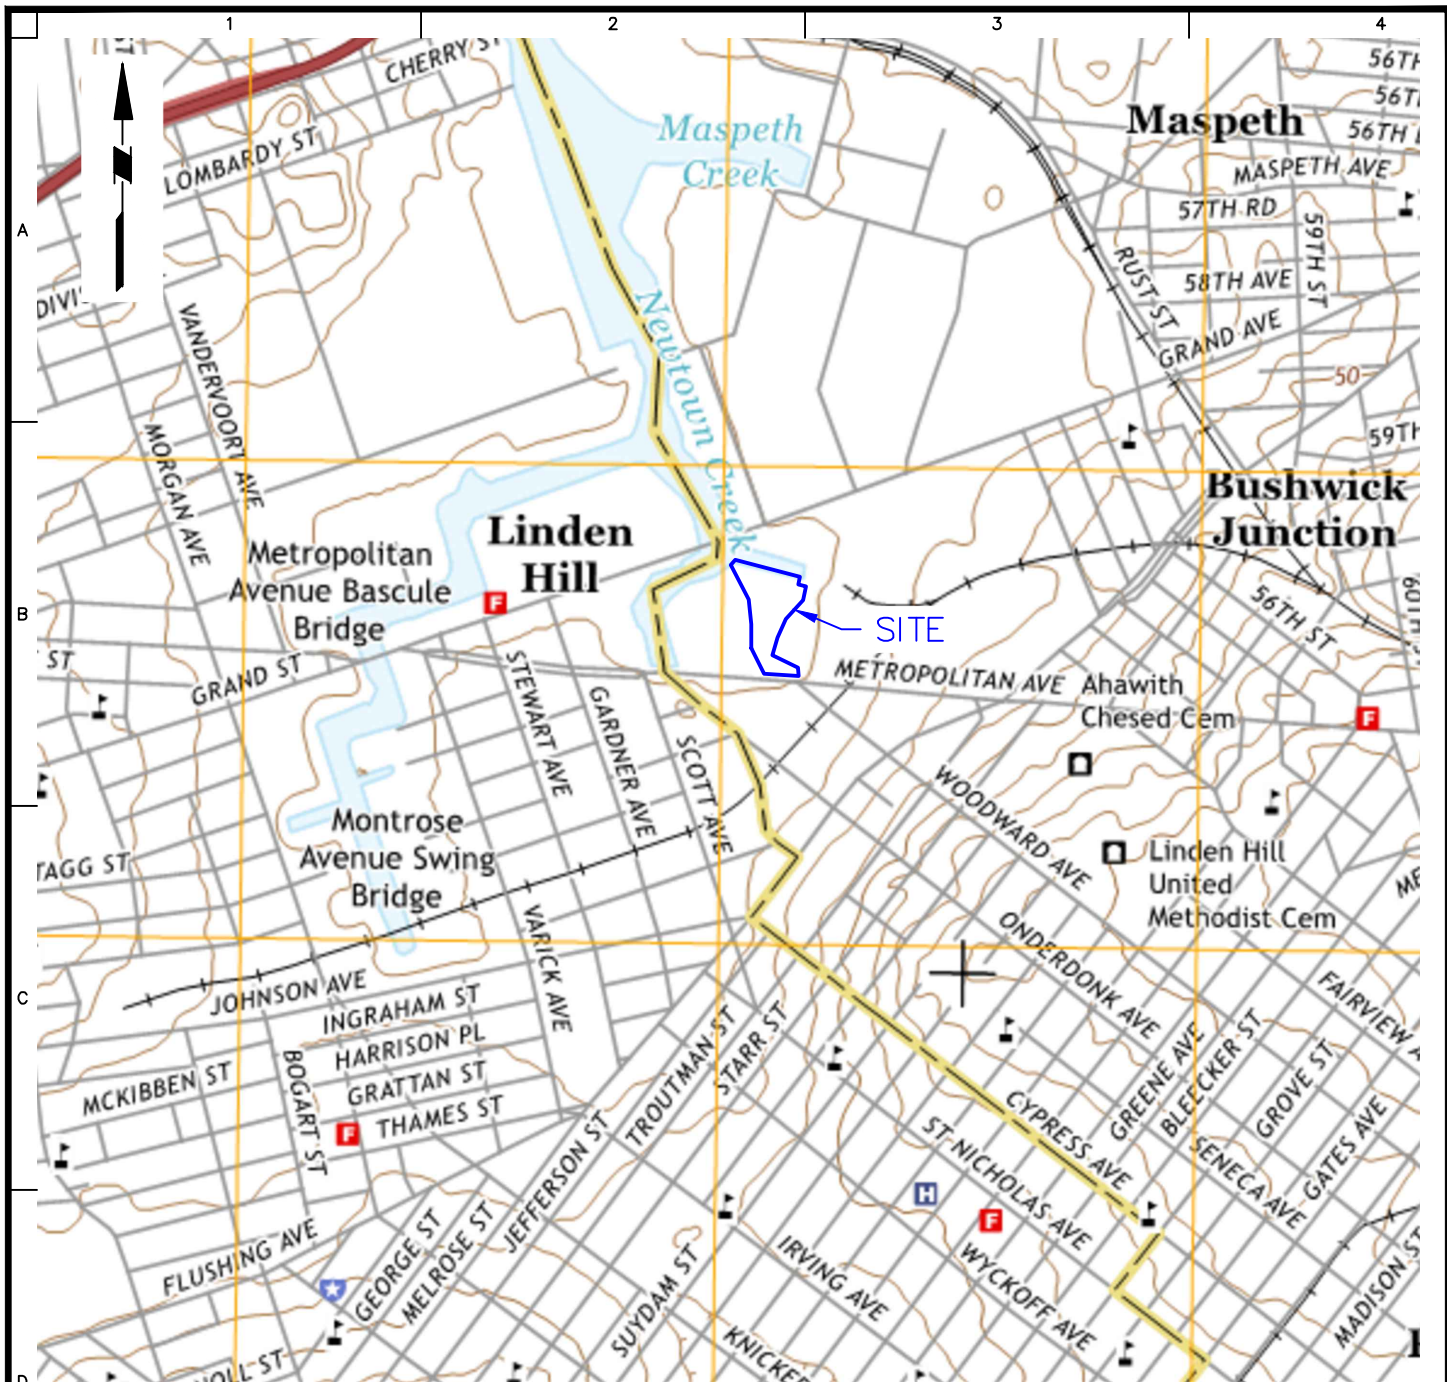 1
2
3
4
A
B
C
CHERRY ST
LOMBARDY ST
Maspeth
Creek
Maspeth
56TH
MASPETH AVE
57TH RD
59TH ST
58TH AVE
RUST ST
GRAND AVE
50
59TH
VANDERVOORT AVE
MORGAN AVE
Newtown Creek
Linden
Hill
Bushwick
Junction
Metropolitan
Avenue Bascule
Bridge
F
SITE
56TH ST
60TH
ST
GRAND ST
STEWART AVE
GARDNER AVE
SCOTT AVE
METROPOLITAN AVE
Ahawith
Chesed Cem
F
WOODWARD AVE
Montrose
Avenue Swing
Bridge
TAGG ST
Linden Hill
United
Methodist Cem
ONDERDONK AVE
VARICK AVE
JOHNSON AVE
INGRAHAM ST
HARRISON PL
GRATTAN ST
THAMES ST
F
MCKIBBEN ST
BOGART ST
TROUTMAN ST
STARR ST
JEFFERSON ST
FAIRVIEW A
GREENE AVE
BLEECKER ST
GROVE ST
GATES AVE
CYPRESS AVE
SENECA AVE
ST NICHOLAS AVE
H
F
FLUSHING AVE
GEORGE ST
MELROSE ST
SUYDAM ST
IRVING AVE
WYCKOFF AVE
MADISON ST
KNICKER